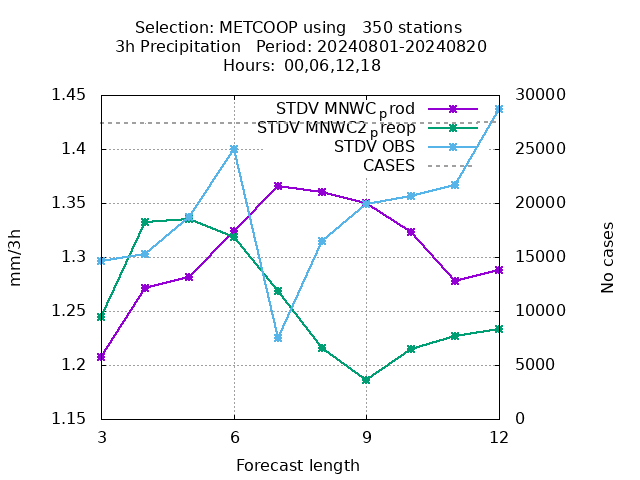 Selection: METCOOP using   350 stations
3h Precipitation   Period: 20240801-20240820
Hours: 00,06,12,18
1.45
30000
STDV MNWC_prod
STDV MNWC2_preop
1.4
25000
STDV OBS
CASES
1.35
20000
mm/3h
1.3
15000
No cases
1.25
10000
1.2
5000
1.15
0
3
6
9
12
Forecast length